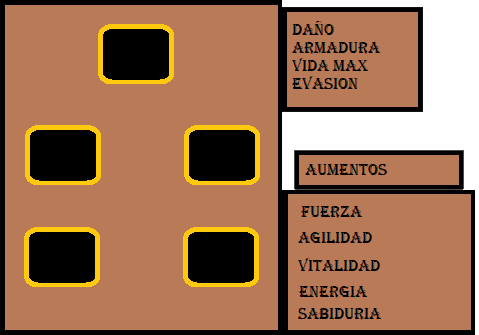 DAÑO
ARMADURA
VIDA MAX
EVASION
AUMENTOS
FUERZA
AGILIDAD
VITALIDAD
ENERGIA
SABIDURIA